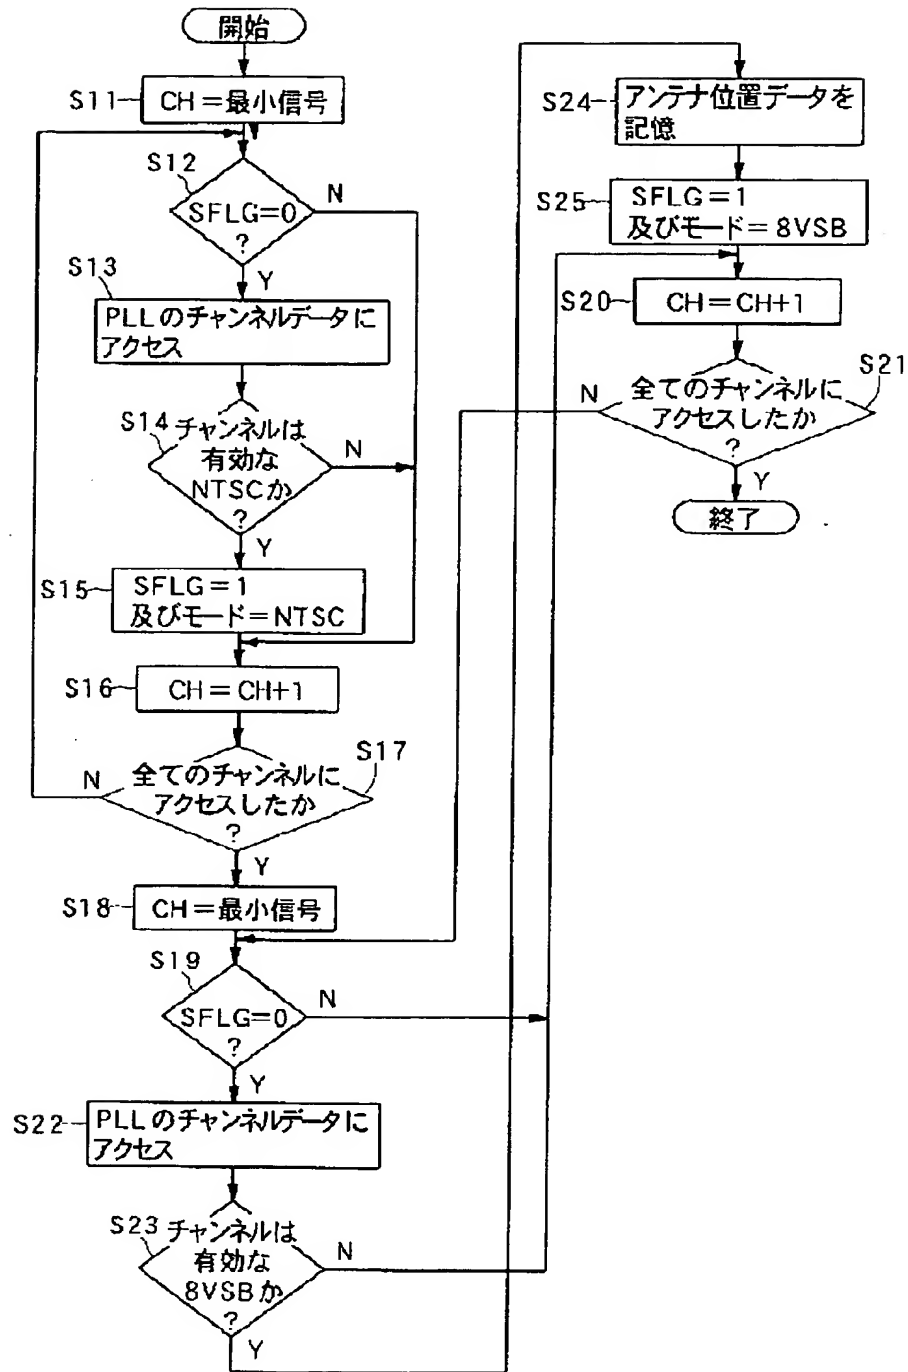 開始
S11
CH=最小信号
S12
SFLG=0
?
N
Y
S13
PLLのチャンネルデータに
アクセス
S14
チャンネルは
有効な
NTSCか
?
N
Y
S15
SFLG=1
及びモード=NTSC
S16
CH=CH+1
S17
全てのチャンネルに
アクセスしたか
?
N
Y
S18
CH=最小信号
S19
SFLG=0
?
N
Y
S22
PLLのチャンネルデータに
アクセス
S23
チャンネルは
有効な
8VSBか
?
N
Y
S24
アンテナ位置データを
記憶
S25
SFLG=1
及びモード=8VSB
S20
CH=CH+1
S21
全てのチャンネルに
アクセスしたか
?
N
Y
終了